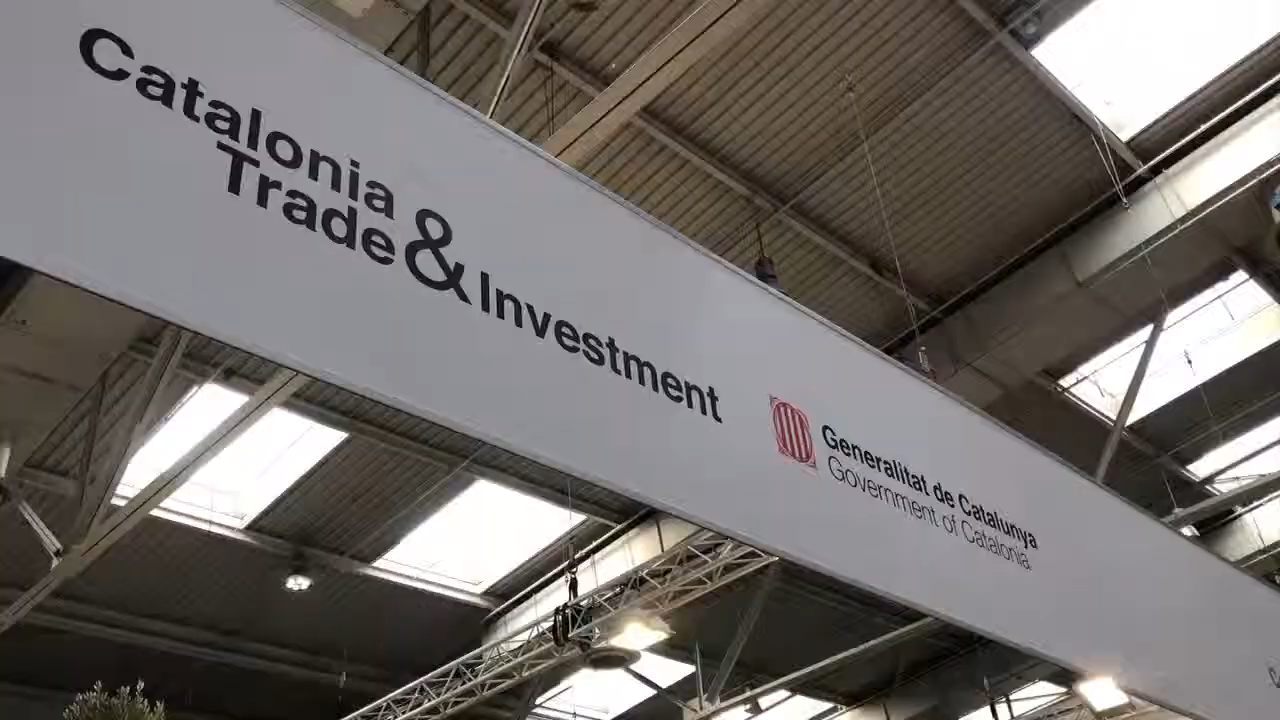 Catalonia
Trade & Investment
Generalitat de Catalunya
Government of Catalonia